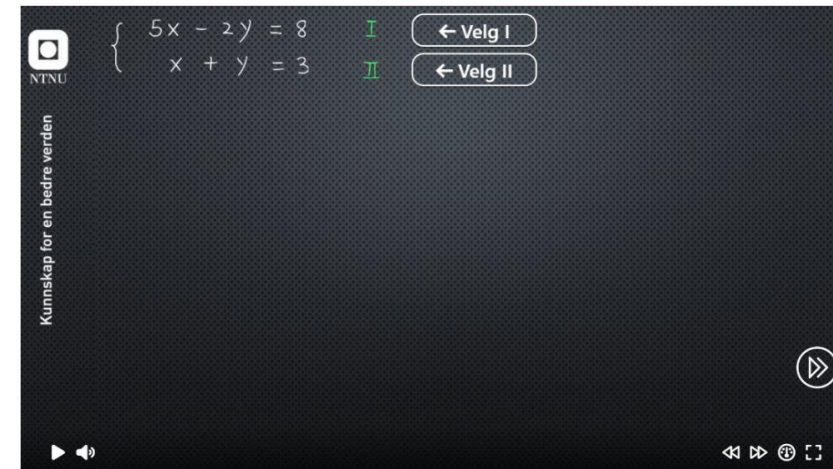 5x - 2y = 8 I ← Velg I
x + y = 3 II ← Velg II
NTNU
Kunnskap for en bedre verden